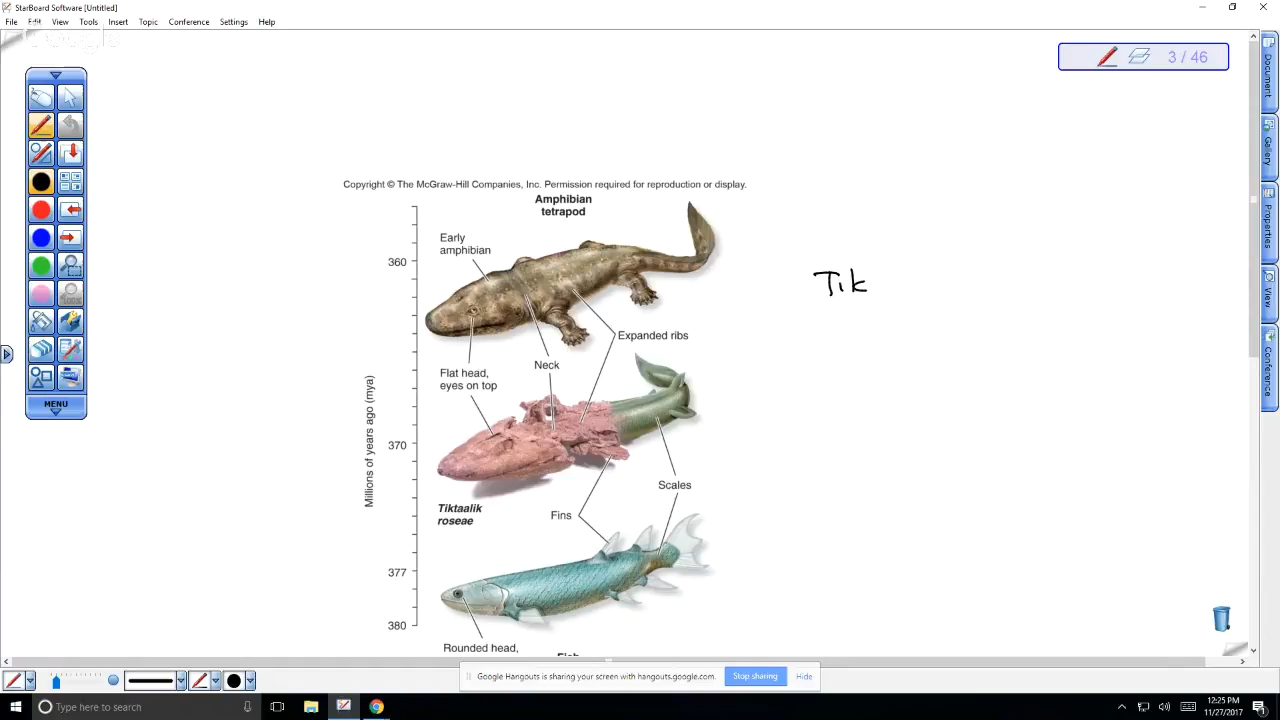 StarBoard Software [Untitled]
File Edit View Tools Insert Topic Conference Settings Help
3 / 46
Document
Gallery
Properties
View
Conference
MENU
Copyright © The McGraw-Hill Companies, Inc. Permission required for reproduction or display.
Amphibian
tetrapod
Early
amphibian
360
Tik
Expanded ribs
Neck
Flat head,
eyes on top
Millions of years ago (mya)
370
Scales
Tiktaalik
roseae
Fins
377
380
Rounded head,
Google Hangouts is sharing your screen with hangouts.google.com.
Stop sharing
Hide
Type here to search
12:25 PM
11/27/2017